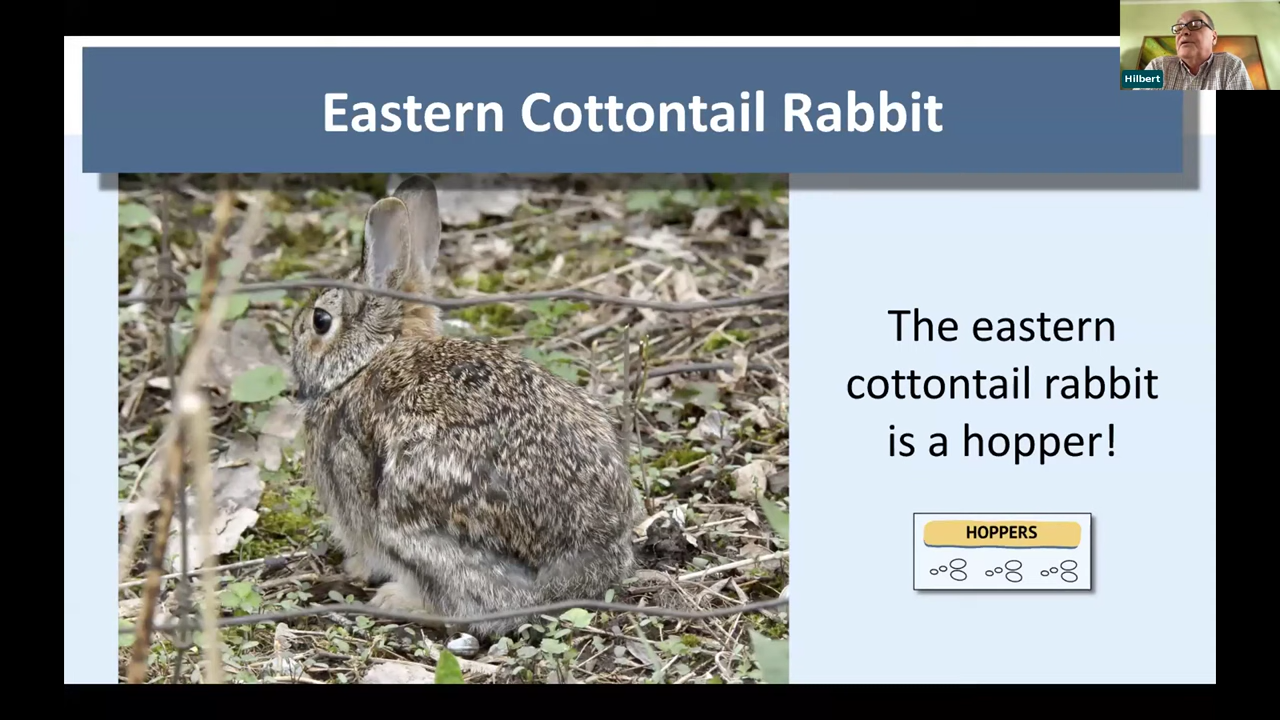 Eastern Cottontail Rabbit
Hilbert
The eastern
cottontail rabbit
is a hopper!
HOPPERS